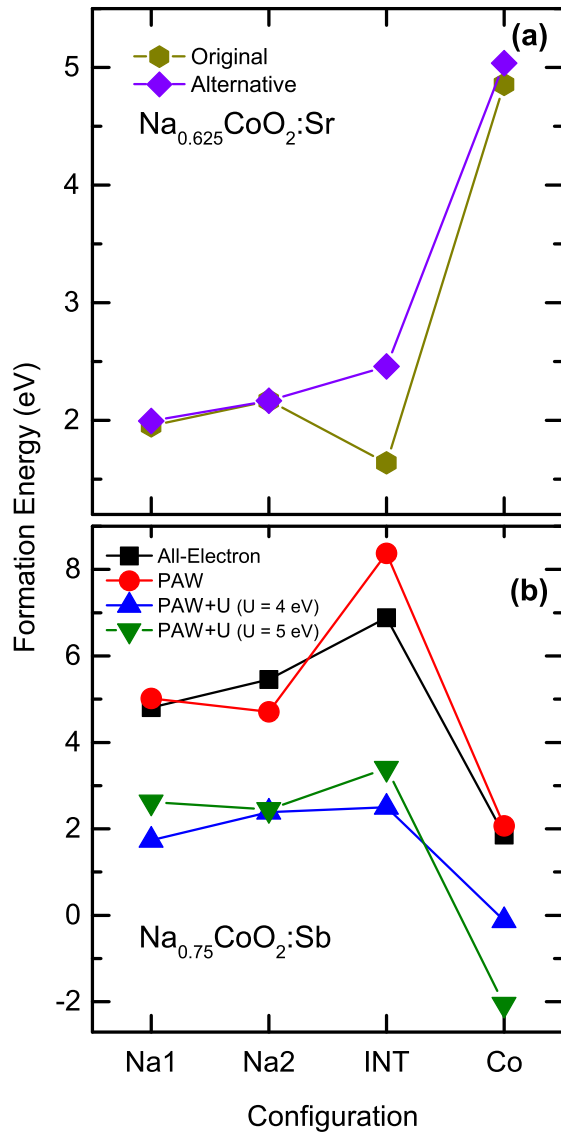 (a)
Original
Alternative
Na0.625CoO2:Sr
5
4
3
2
Formation Energy (eV)
All-Electron
PAW
PAW+U (U = 4 eV)
PAW+U (U = 5 eV)
(b)
8
6
4
2
0
-2
Na0.75CoO2:Sb
Na1 Na2 INT Co
Configuration